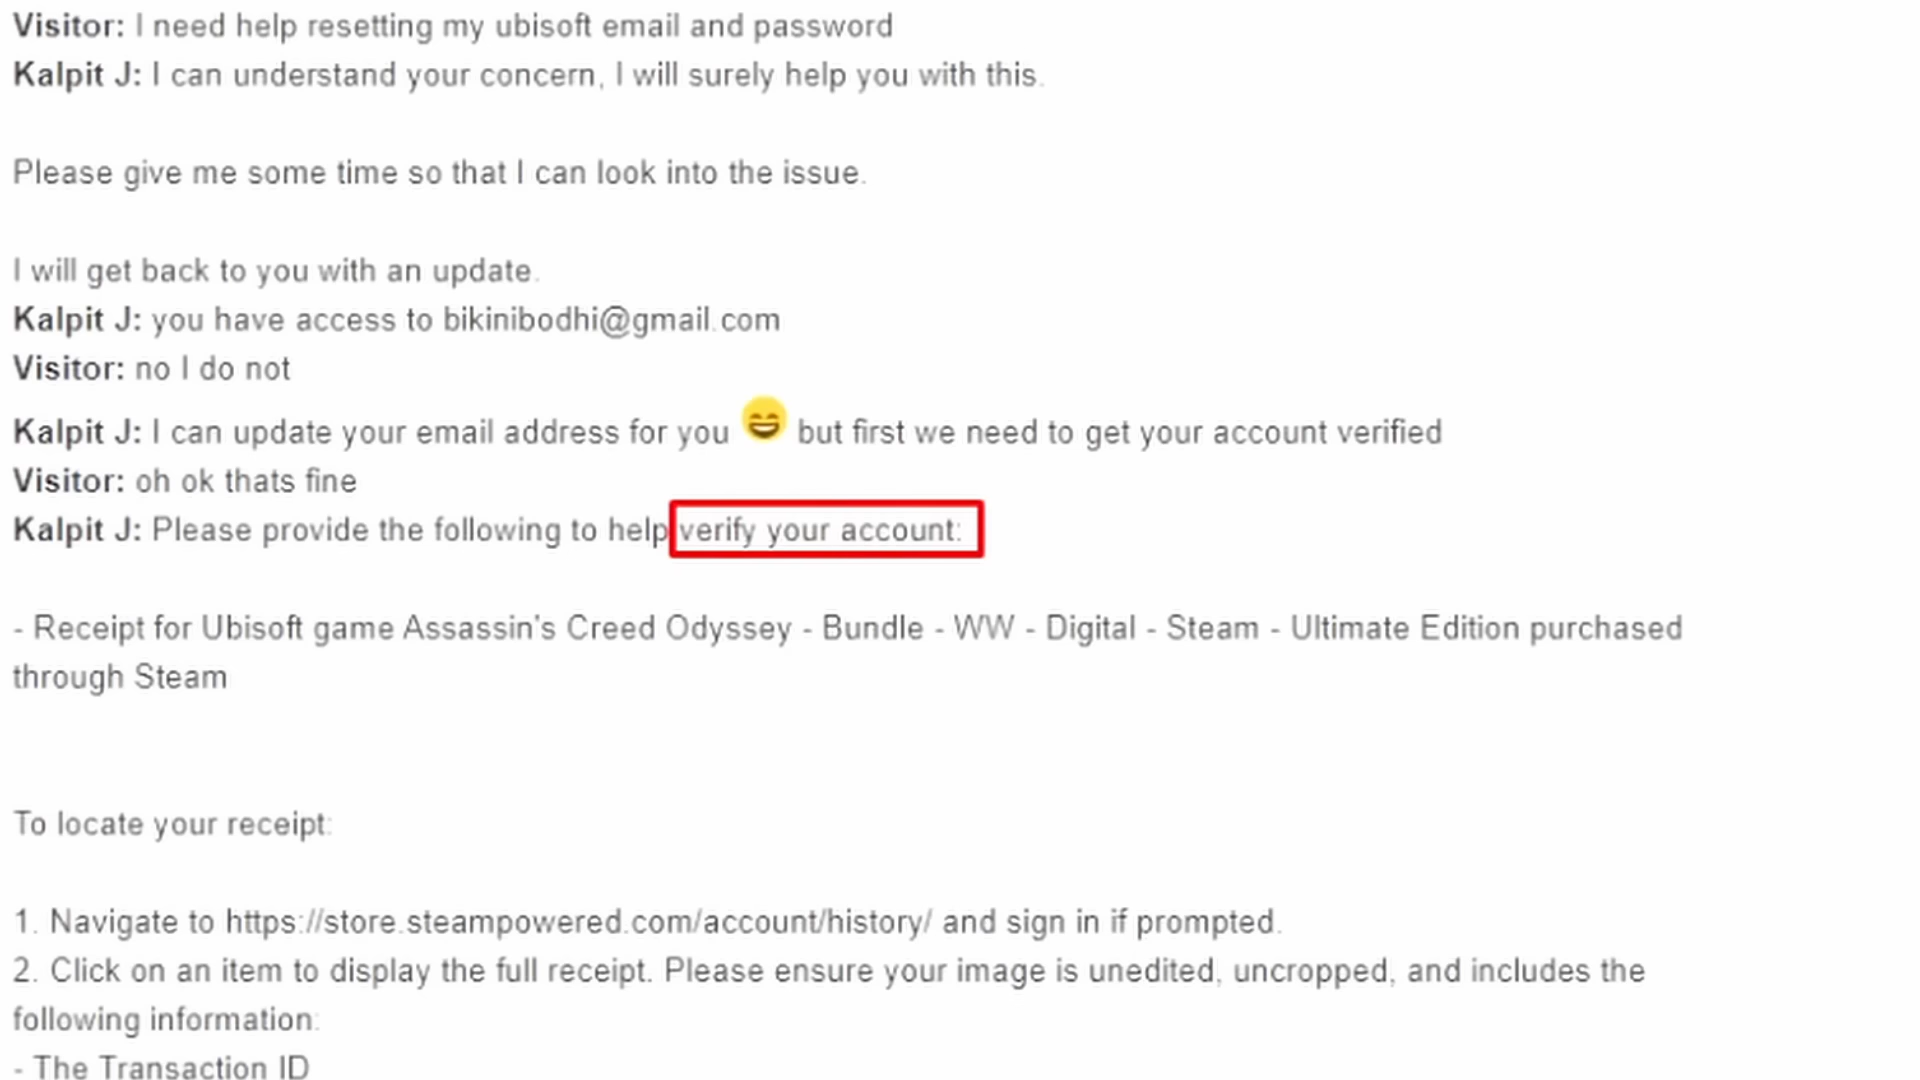 Visitor: I need help resetting my ubisoft email and password
Kalpit J: I can understand your concern, I will surely help you with this.
Please give me some time so that I can look into the issue.
I will get back to you with an update.
Kalpit J: you have access to bikinibodhi@gmail.com
Visitor: no I do not
Kalpit J: I can update your email address for you 😄 but first we need to get your account verified
Visitor: oh ok thats fine
Kalpit J: Please provide the following to help verify your account:
- Receipt for Ubisoft game Assassin's Creed Odyssey - Bundle - WW - Digital - Steam - Ultimate Edition purchased
through Steam
To locate your receipt:
1. Navigate to https://store.steampowered.com/account/history/ and sign in if prompted.
2. Click on an item to display the full receipt. Please ensure your image is unedited, uncropped, and includes the
following information:
- The Transaction ID